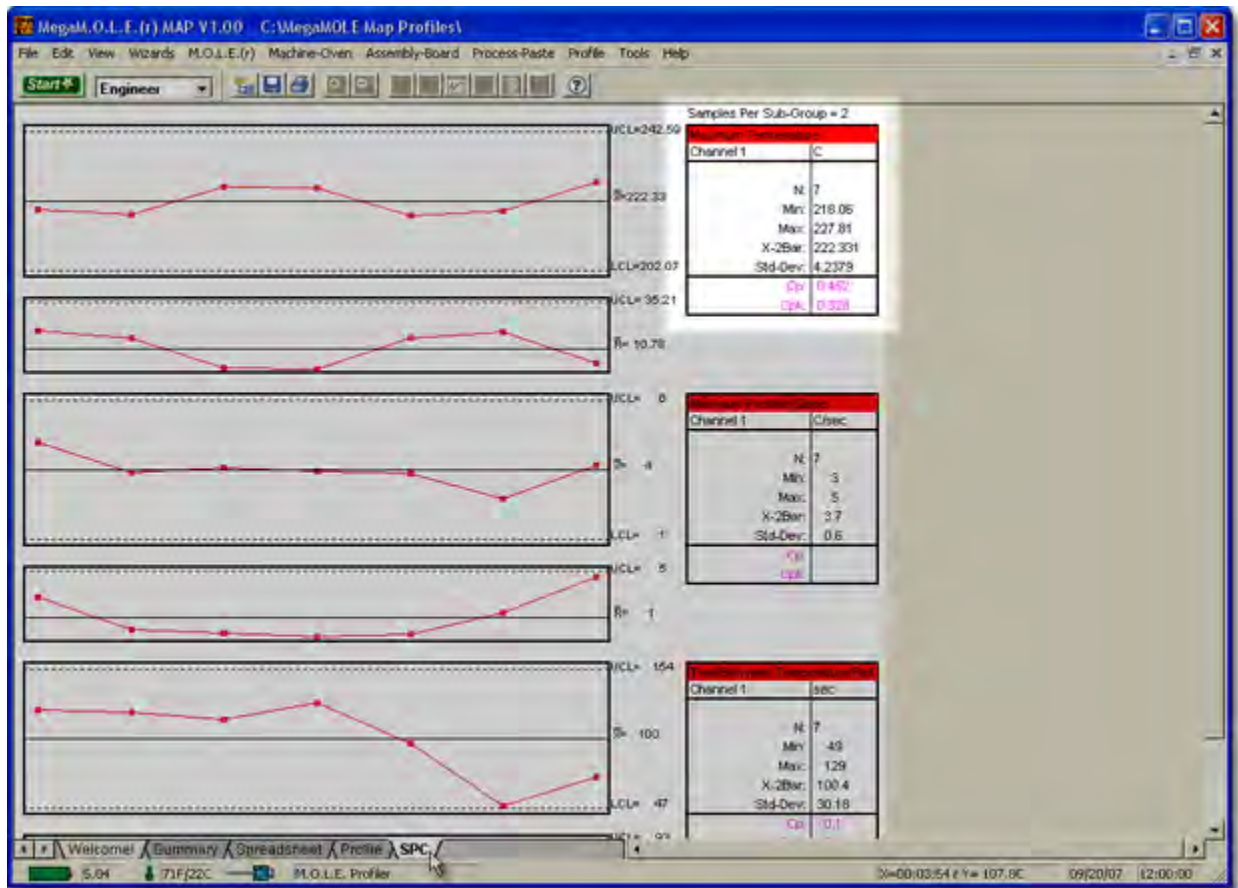 MegaM.O.L.E.(r) MAP V1.00 C:\MegaMOLE Map Profiles\
File Edit View Wizards M.O.L.E.(r) Machine-Oven Assembly-Board Process-Paste Profile Tools Help
Start Engineer
Samples Per Sub-Group = 2
UCL=242.59
Maximum Temperature
Channel 1 C
N: 7
=222.33
Min: 218.06
Max: 227.81
X-2Bar: 222.331
LCL=202.07
Std-Dev: 4.2379
Cp: 0.452
Cpk: 0.328
UCL= 35.21
R= 10.78
UCL= 6
Channel 1 C/sec
N: 7
= 4
Min: 3
Max: 5
X-2Bar: 3.7
LCL= 1
Std-Dev: 0.6
Cp:
Cpk:
UCL= 5
R= 1
UCL= 154
Channel 1 sec
N: 7
= 100
Min: 49
Max: 129
X-2Bar: 100.4
LCL= 47
Std-Dev: 30.18
Cp: 0.1
UCL= 92
Welcome! Summary Spreadsheet Profile SPC
5.04 71F/22C M.O.L.E. Profiler X=00:03:54 Y= 107.8C 09/20/07 12:00:00